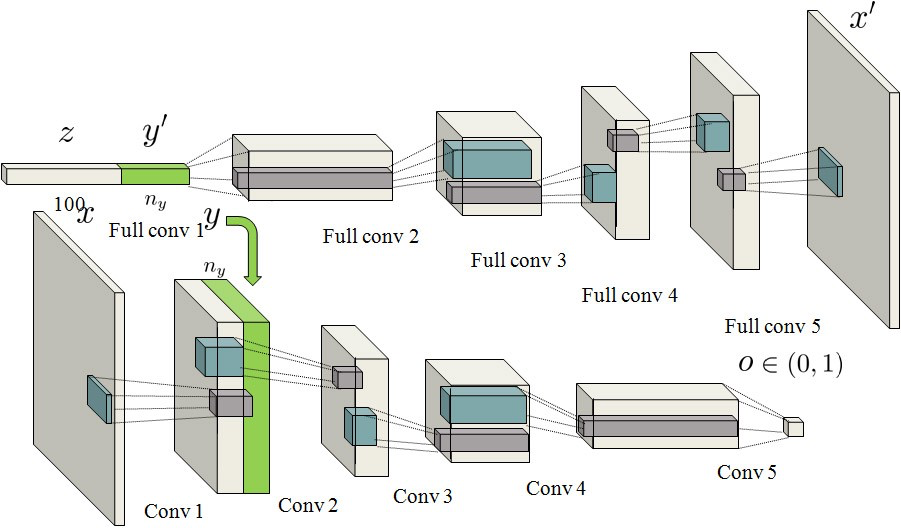 z y′ x′
100 n_y
Full conv 1
Full conv 2
Full conv 3
Full conv 4
Full conv 5
x y
n_y
o ∈ (0, 1)
Conv 1
Conv 2
Conv 3
Conv 4
Conv 5